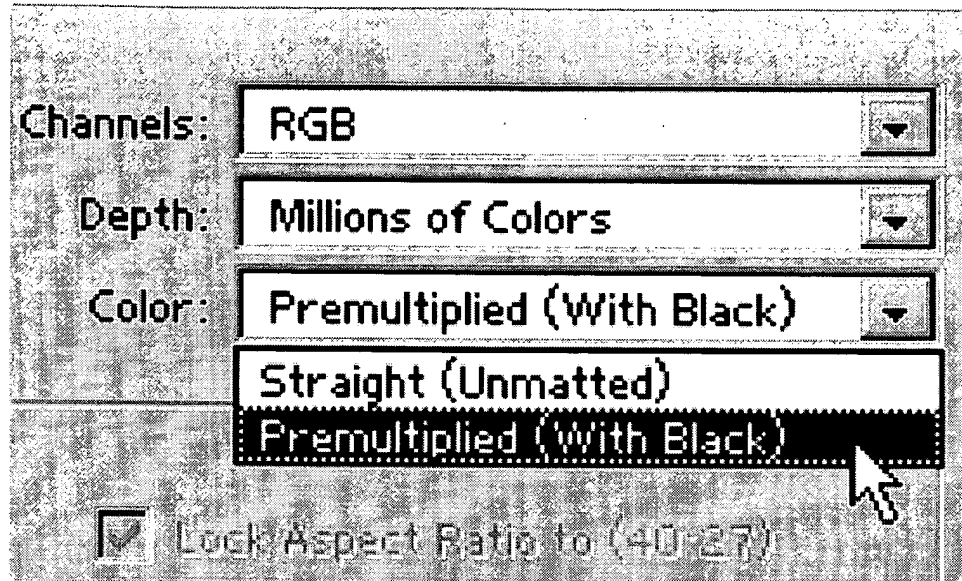 Channels: RGB
Depth: Millions of Colors
Color: Premultiplied (With Black)
Straight (Unmatted)
Premultiplied (With Black)
Lock Aspect Ratio to (40:27)